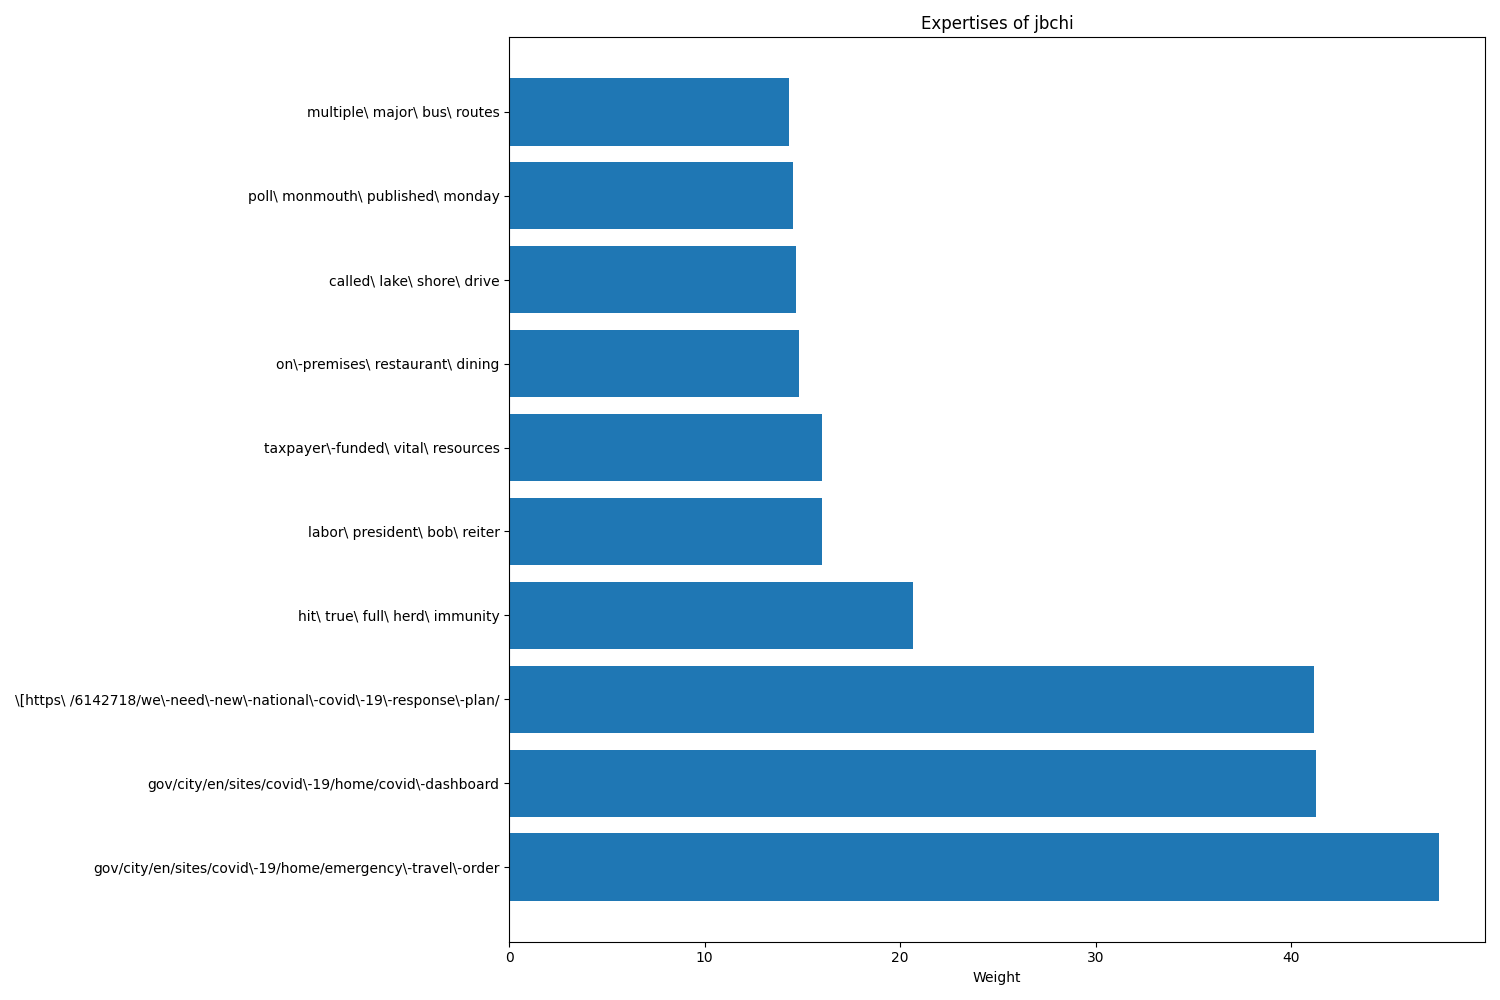 Expertises of jbchi
multiple\ major\ bus\ routes
poll\ monmouth\ published\ monday
called\ lake\ shore\ drive
on\-premises\ restaurant\ dining
taxpayer\-funded\ vital\ resources
labor\ president\ bob\ reiter
hit\ true\ full\ herd\ immunity
\[https\ /6142718/we\-need\-new\-national\-covid\-19\-response\-plan/
gov/city/en/sites/covid\-19/home/covid\-dashboard
gov/city/en/sites/covid\-19/home/emergency\-travel\-order
0 10 20 30 40
Weight